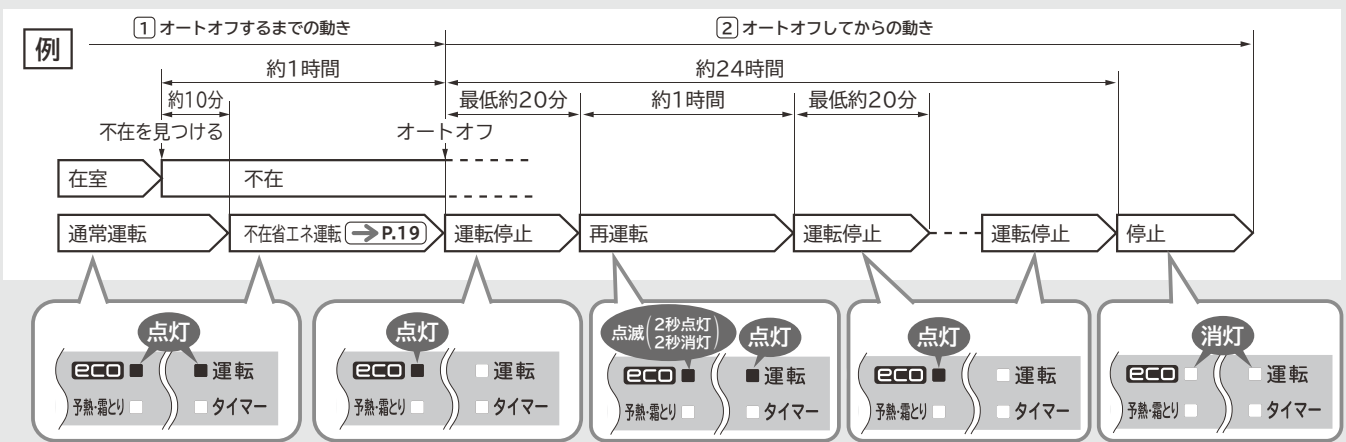 例
1 オートオフするまでの動き
2 オートオフしてからの動き
約1時間
約24時間
約10分
最低約20分
約1時間
最低約20分
不在を見つける
オートオフ
在室
不在
通常運転
不在省エネ運転 → P.19
運転停止
再運転
運転停止
運転停止
停止
点灯
eco
運転
予熱・霜とり
タイマー
点灯
eco
運転
予熱・霜とり
タイマー
点滅(2秒点灯
2秒消灯)
点灯
eco
運転
予熱・霜とり
タイマー
点灯
eco
運転
予熱・霜とり
タイマー
消灯
eco
運転
予熱・霜とり
タイマー